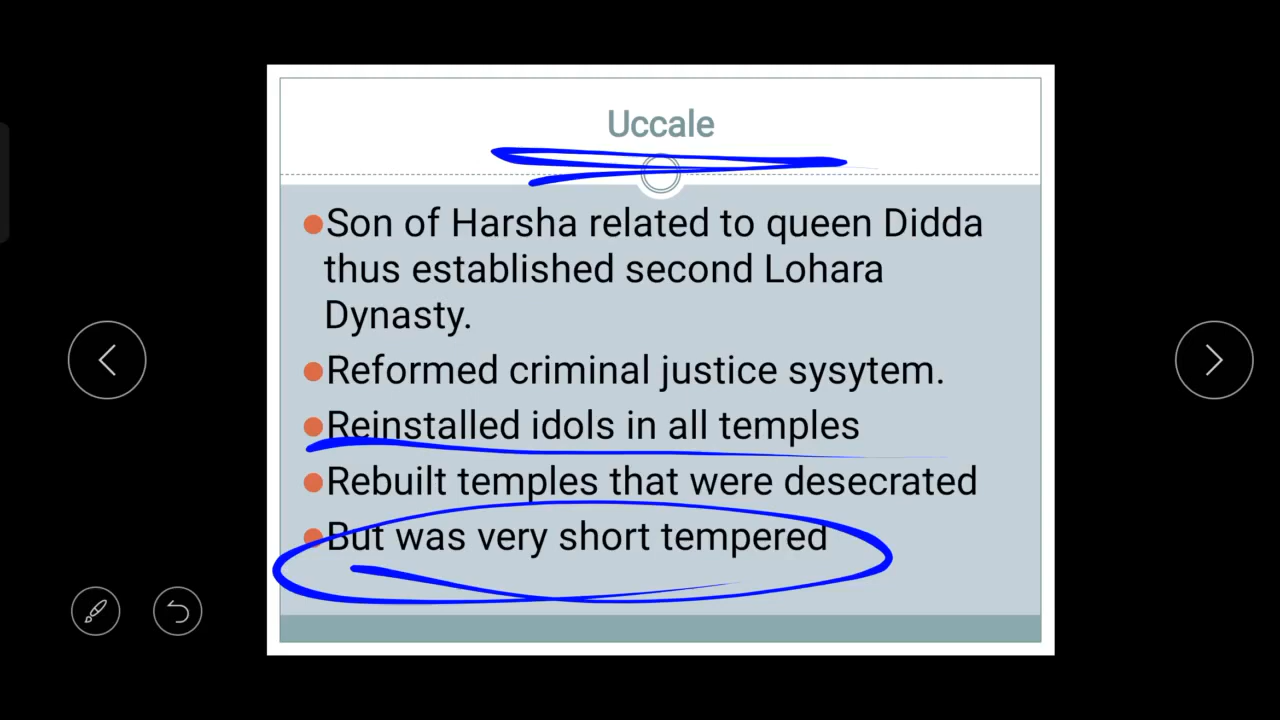 Uccale
Son of Harsha related to queen Didda
thus established second Lohara
Dynasty.
Reformed criminal justice sysytem.
Reinstalled idols in all temples
Rebuilt temples that were desecrated
But was very short tempered